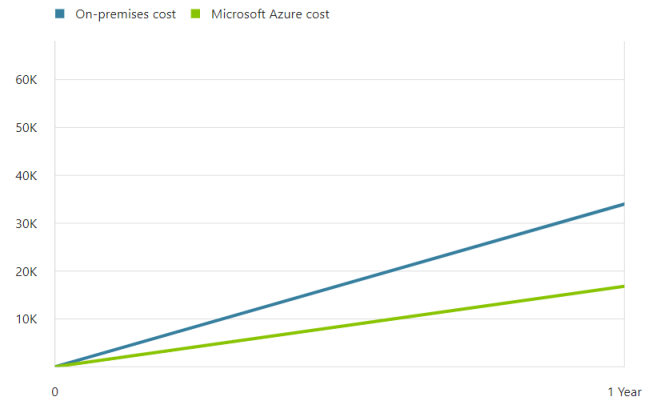 On-premises cost Microsoft Azure cost
60K
50K
40K
30K
20K
10K
0 1 Year